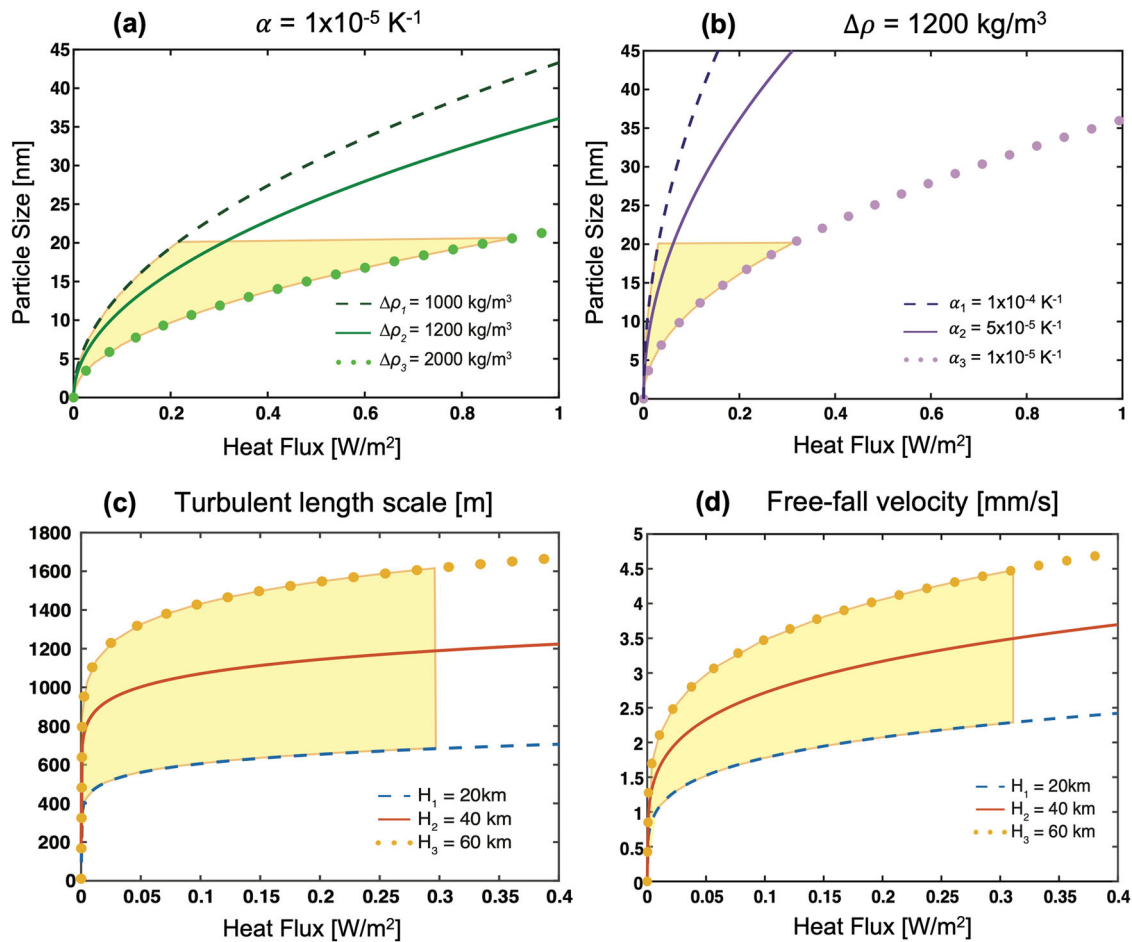 (a) α = 1x10⁻⁵ K⁻¹
45
40
35
30
25
20
15
10
5
0
Particle Size [nm]
Δρ₁ = 1000 kg/m³
Δρ₂ = 1200 kg/m³
Δρ₃ = 2000 kg/m³
0 0.2 0.4 0.6 0.8 1
Heat Flux [W/m²]
(b) Δρ = 1200 kg/m³
45
40
35
30
25
20
15
10
5
0
Particle Size [nm]
α₁ = 1x10⁻⁴ K⁻¹
α₂ = 5x10⁻⁵ K⁻¹
α₃ = 1x10⁻⁵ K⁻¹
0 0.2 0.4 0.6 0.8 1
Heat Flux [W/m²]
(c) Turbulent length scale [m]
1800
1600
1400
1200
1000
800
600
400
200
0
H₁ = 20km
H₂ = 40 km
H₃ = 60 km
0 0.05 0.1 0.15 0.2 0.25 0.3 0.35 0.4
Heat Flux [W/m²]
(d) Free-fall velocity [mm/s]
5
4.5
4
3.5
3
2.5
2
1.5
1
0.5
0
H₁ = 20km
H₂ = 40 km
H₃ = 60 km
0 0.05 0.1 0.15 0.2 0.25 0.3 0.35 0.4
Heat Flux [W/m²]